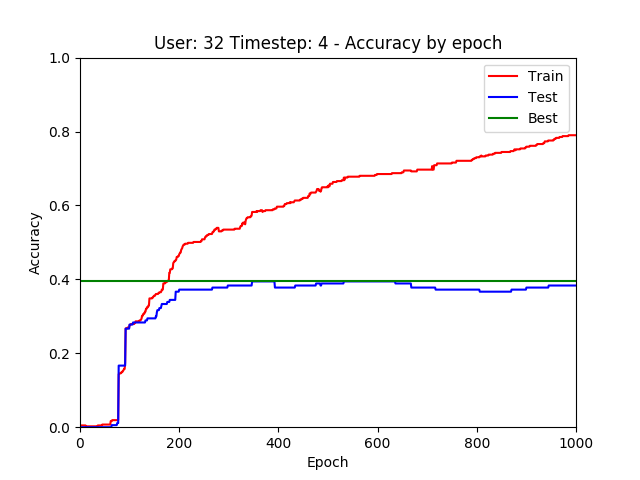 User: 32 Timestep: 4 - Accuracy by epoch
1.0
0.8
0.6
0.4
0.2
0.0
Accuracy
Train
Test
Best
0 200 400 600 800 1000
Epoch